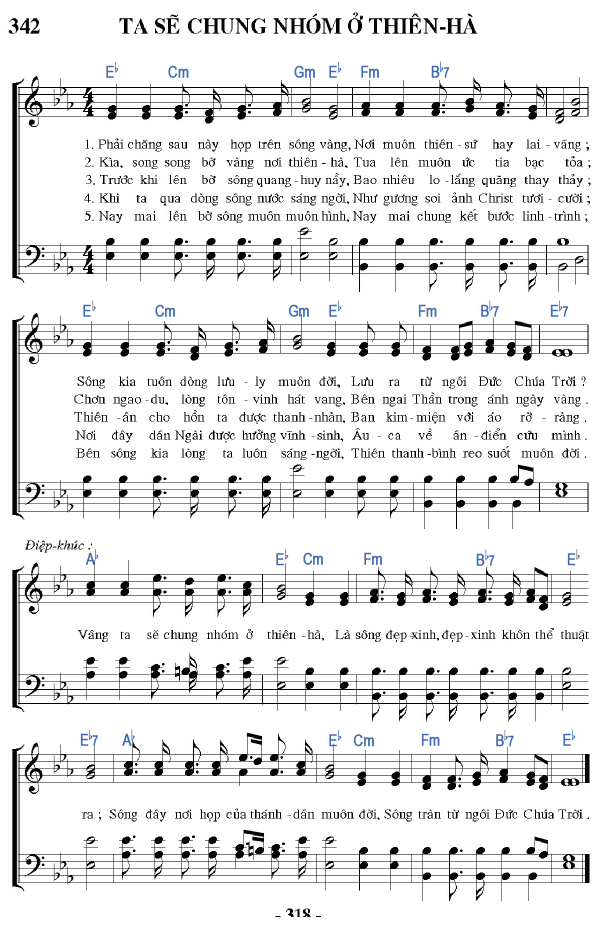 342 TA SẼ CHUNG NHÓM Ở THIÊN-HÀ
E♭ Cm Gm E♭ Fm B♭7
1. Phải chăng sau này họp trên sông vàng, Nơi muôn thiên-sứ hay lai-vãng;
2. Kìa, song song bờ vàng nơi thiên-hà, Tua lên muôn ức tia bạc tỏa;
3. Trước khi lên bờ sông quang-huy nầy, Bao nhiêu lo-lắng quăng thay thảy;
4. Khi ta qua dòng sông nước sáng ngời, Như gương soi ảnh Christ tươi-cười;
5. Nay mai lên bờ sông muôn muôn hình, Nay mai chung kết bước linh-trình;
E♭ Cm Gm E♭ Fm B♭7 E♭7
Sông kia tuôn dòng lưu-ly muôn đời, Lưu ra từ ngôi Đức Chúa Trời?
Chơn ngao-du, lòng tôn-vinh hát vang, Bên ngai Thần trong ánh ngày vàng.
Thiên-ân cho hồn ta được thanh-nhàn, Ban kim-miện với áo rỡ-ràng.
Nơi đây dân Ngài được hưởng vĩnh-sinh, Âu-ca về ân-điển cứu mình.
Bên sông kia lòng ta luôn sáng-ngời, Thiên thanh-bình reo suốt muôn đời.
Điệp-khúc:
A♭ E♭ Cm Fm B♭7 E♭
Vâng ta sẽ chung nhóm ở thiên-hà, Là sông đẹp-xinh, đẹp-xinh khôn thể thuật
E♭7 A♭ E♭ Cm Fm B♭7 E♭
ra; Sông đây nơi họp của thánh-dân muôn đời, Sông tràn từ ngôi Đức Chúa Trời.
- 318 -